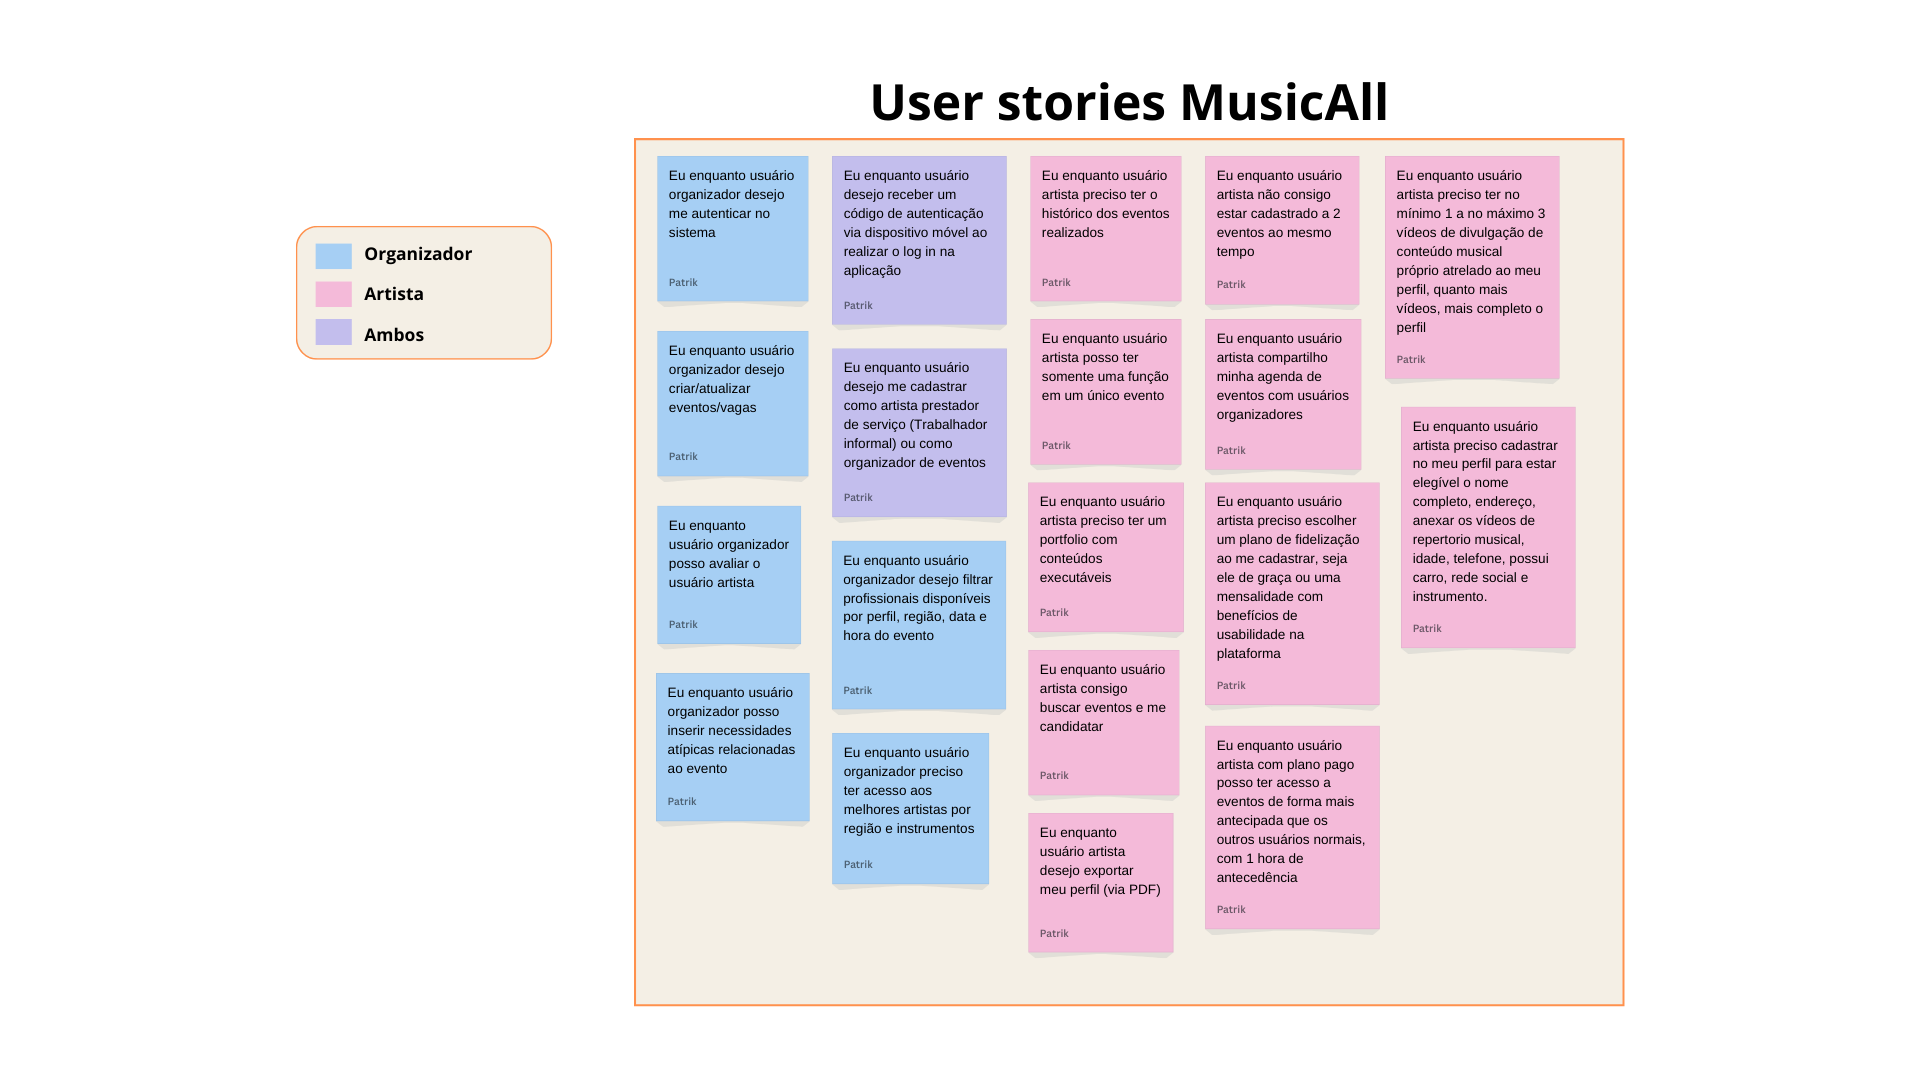 User stories MusicAll
Organizador
Artista
Ambos
Eu enquanto usuário
organizador desejo
me autenticar no
sistema
Patrik
Eu enquanto usuário
organizador desejo
criar/atualizar
eventos/vagas
Patrik
Eu enquanto
usuário organizador
posso avaliar o
usuário artista
Patrik
Eu enquanto usuário
organizador posso
inserir necessidades
atípicas relacionadas
ao evento
Patrik
Eu enquanto usuário
desejo receber um
código de autenticação
via dispositivo móvel ao
realizar o log in na
aplicação
Patrik
Eu enquanto usuário
desejo me cadastrar
como artista prestador
de serviço (Trabalhador
informal) ou como
organizador de eventos
Patrik
Eu enquanto usuário
organizador desejo filtrar
profissionais disponíveis
por perfil, região, data e
hora do evento
Patrik
Eu enquanto usuário
organizador preciso
ter acesso aos
melhores artistas por
região e instrumentos
Patrik
Eu enquanto usuário
artista preciso ter o
histórico dos eventos
realizados
Patrik
Eu enquanto usuário
artista posso ter
somente uma função
em um único evento
Patrik
Eu enquanto usuário
artista preciso ter um
portfolio com
conteúdos
executáveis
Patrik
Eu enquanto usuário
artista consigo
buscar eventos e me
candidatar
Patrik
Eu enquanto
usuário artista
desejo exportar
meu perfil (via PDF)
Patrik
Eu enquanto usuário
artista não consigo
estar cadastrado a 2
eventos ao mesmo
tempo
Patrik
Eu enquanto usuário
artista compartilho
minha agenda de
eventos com usuários
organizadores
Patrik
Eu enquanto usuário
artista preciso escolher
um plano de fidelização
ao me cadastrar, seja
ele de graça ou uma
mensalidade com
benefícios de
usabilidade na
plataforma
Patrik
Eu enquanto usuário
artista com plano pago
posso ter acesso a
eventos de forma mais
antecipada que os
outros usuários normais,
com 1 hora de
antecedência
Patrik
Eu enquanto usuário
artista preciso ter no
mínimo 1 a no máximo 3
vídeos de divulgação de
conteúdo musical
próprio atrelado ao meu
perfil, quanto mais
vídeos, mais completo o
perfil
Patrik
Eu enquanto usuário
artista preciso cadastrar
no meu perfil para estar
elegível o nome
completo, endereço,
anexar os vídeos de
repertorio musical,
idade, telefone, possui
carro, rede social e
instrumento.
Patrik